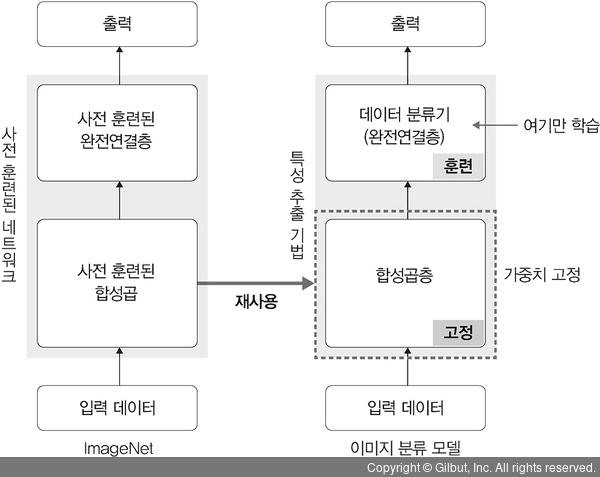 출력
사전 훈련된
완전연결층
사전 훈련된 네트워크
사전 훈련된
합성곱
재사용
입력 데이터
ImageNet
출력
데이터 분류기
(완전연결층)
훈련
여기만 학습
특성 추출 기법
합성곱층
고정
가중치 고정
입력 데이터
이미지 분류 모델
Copyright © Gilbut, Inc. All rights reserved.